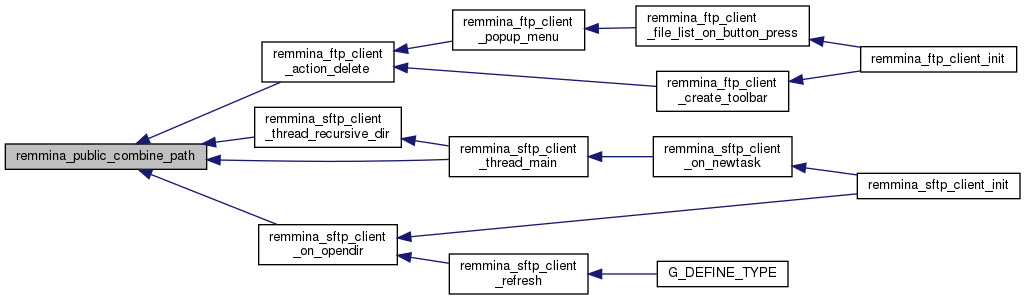 remmina_public_combine_path
remmina_ftp_client
_action_delete
remmina_ftp_client
_popup_menu
remmina_ftp_client
_file_list_on_button_press
remmina_ftp_client_init
remmina_ftp_client
_create_toolbar
remmina_sftp_client
_thread_recursive_dir
remmina_sftp_client
_thread_main
remmina_sftp_client
_on_newtask
remmina_sftp_client_init
remmina_sftp_client
_on_opendir
remmina_sftp_client
_refresh
G_DEFINE_TYPE